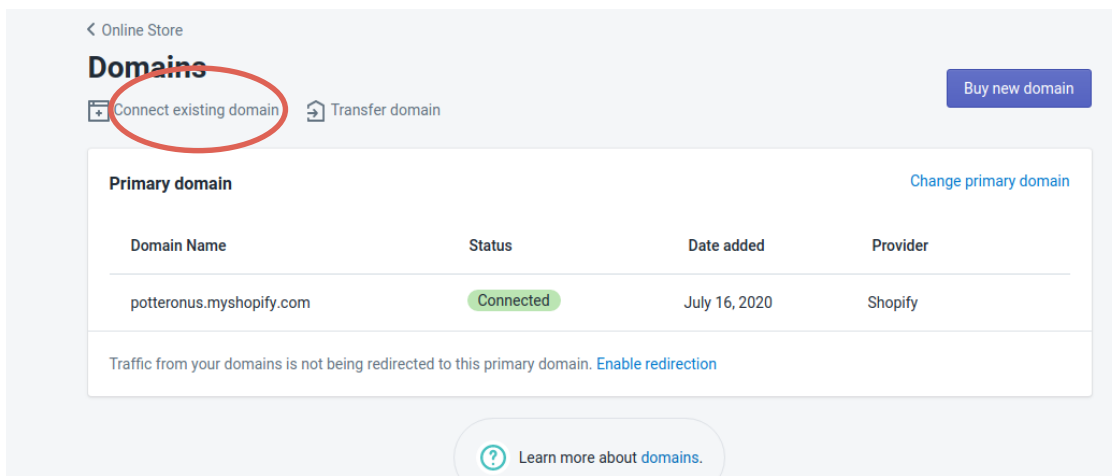 Online Store
Domains
Connect existing domain Transfer domain
Buy new domain
Primary domain
Change primary domain
Domain Name Status Date added Provider
potteronus.myshopify.com Connected July 16, 2020 Shopify
Traffic from your domains is not being redirected to this primary domain. Enable redirection
Learn more about domains.